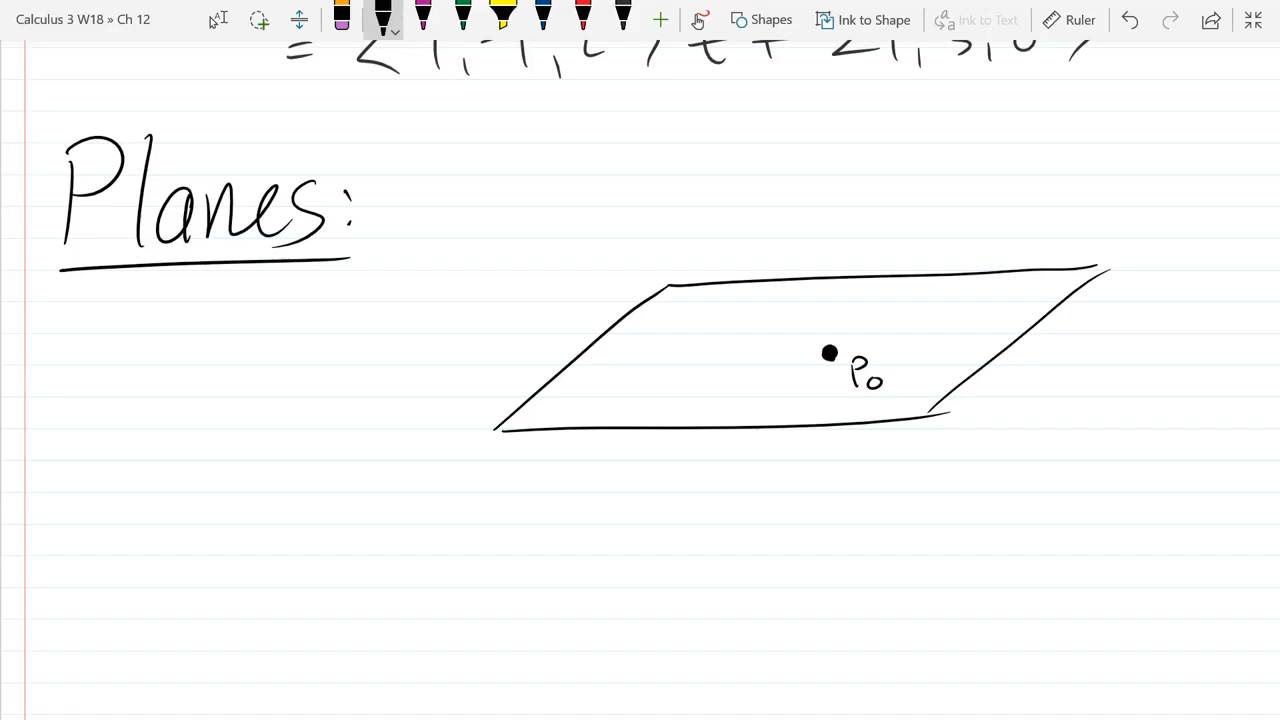 Calculus 3 W18 » Ch 12
Shapes
Ink to Shape
Ink to Text
Ruler
Planes:
P0